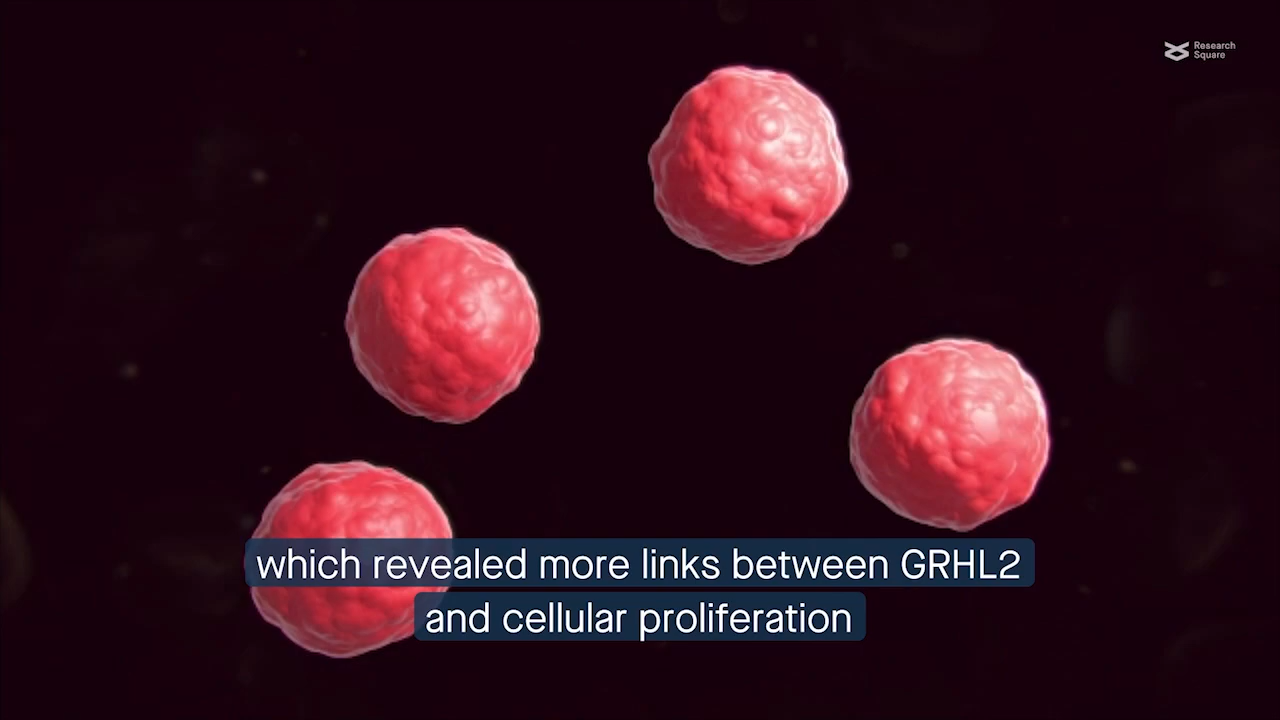 Research
Square
which revealed more links between GRHL2
and cellular proliferation